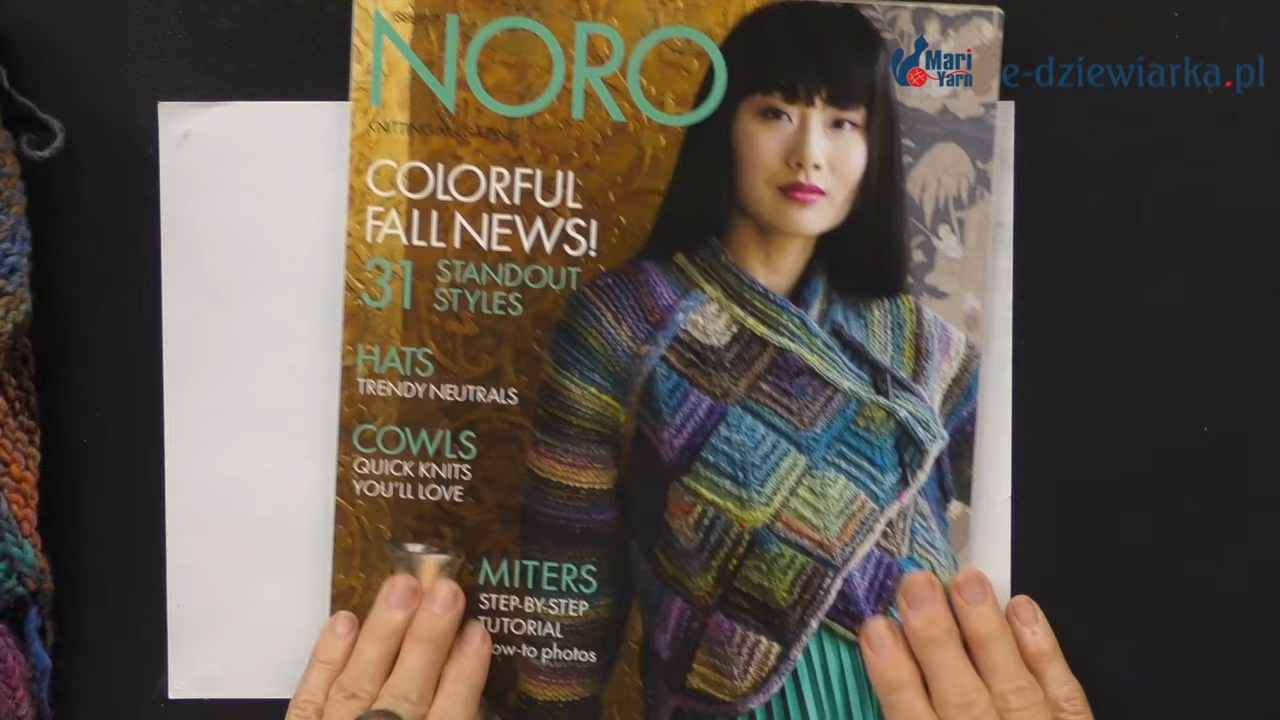 NORO
KNITTING MAGAZINE
Mari
Yarn
e-dziewiarka.pl
COLORFUL
FALL NEWS!
31 STANDOUT
STYLES
HATS
TRENDY NEUTRALS
COWLS
QUICK KNITS
YOU'LL LOVE
MITERS
STEP-BY-STEP
TUTORIAL
ow-to photos